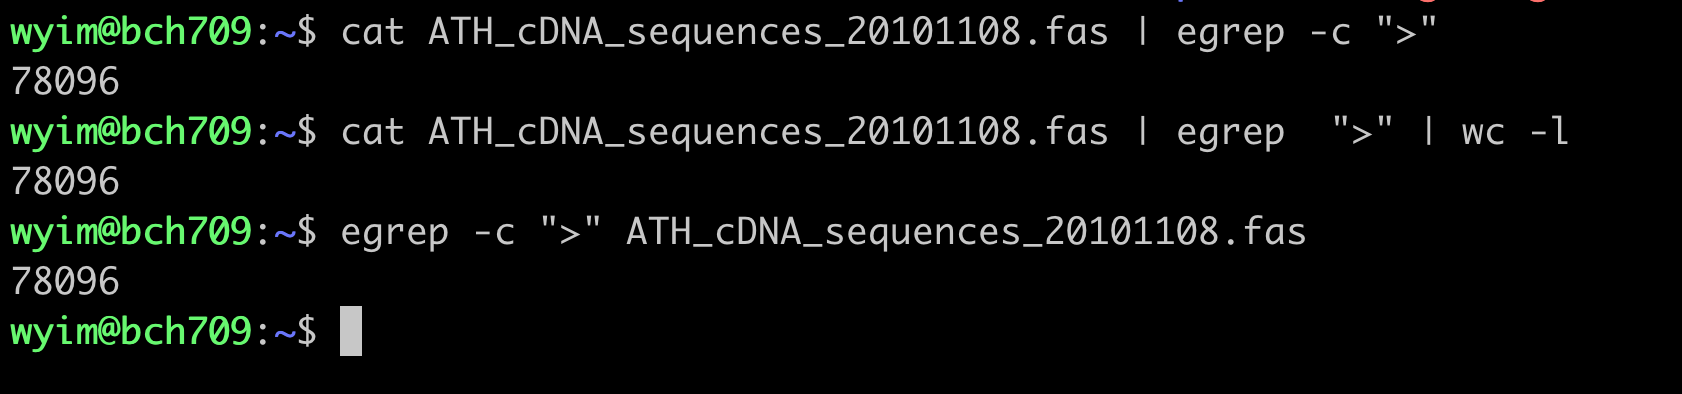 wyim@bch709:~$ cat ATH_cDNA_sequences_20101108.fas | egrep -c ">"
78096
wyim@bch709:~$ cat ATH_cDNA_sequences_20101108.fas | egrep  ">" | wc -l
78096
wyim@bch709:~$ egrep -c ">" ATH_cDNA_sequences_20101108.fas
78096
wyim@bch709:~$